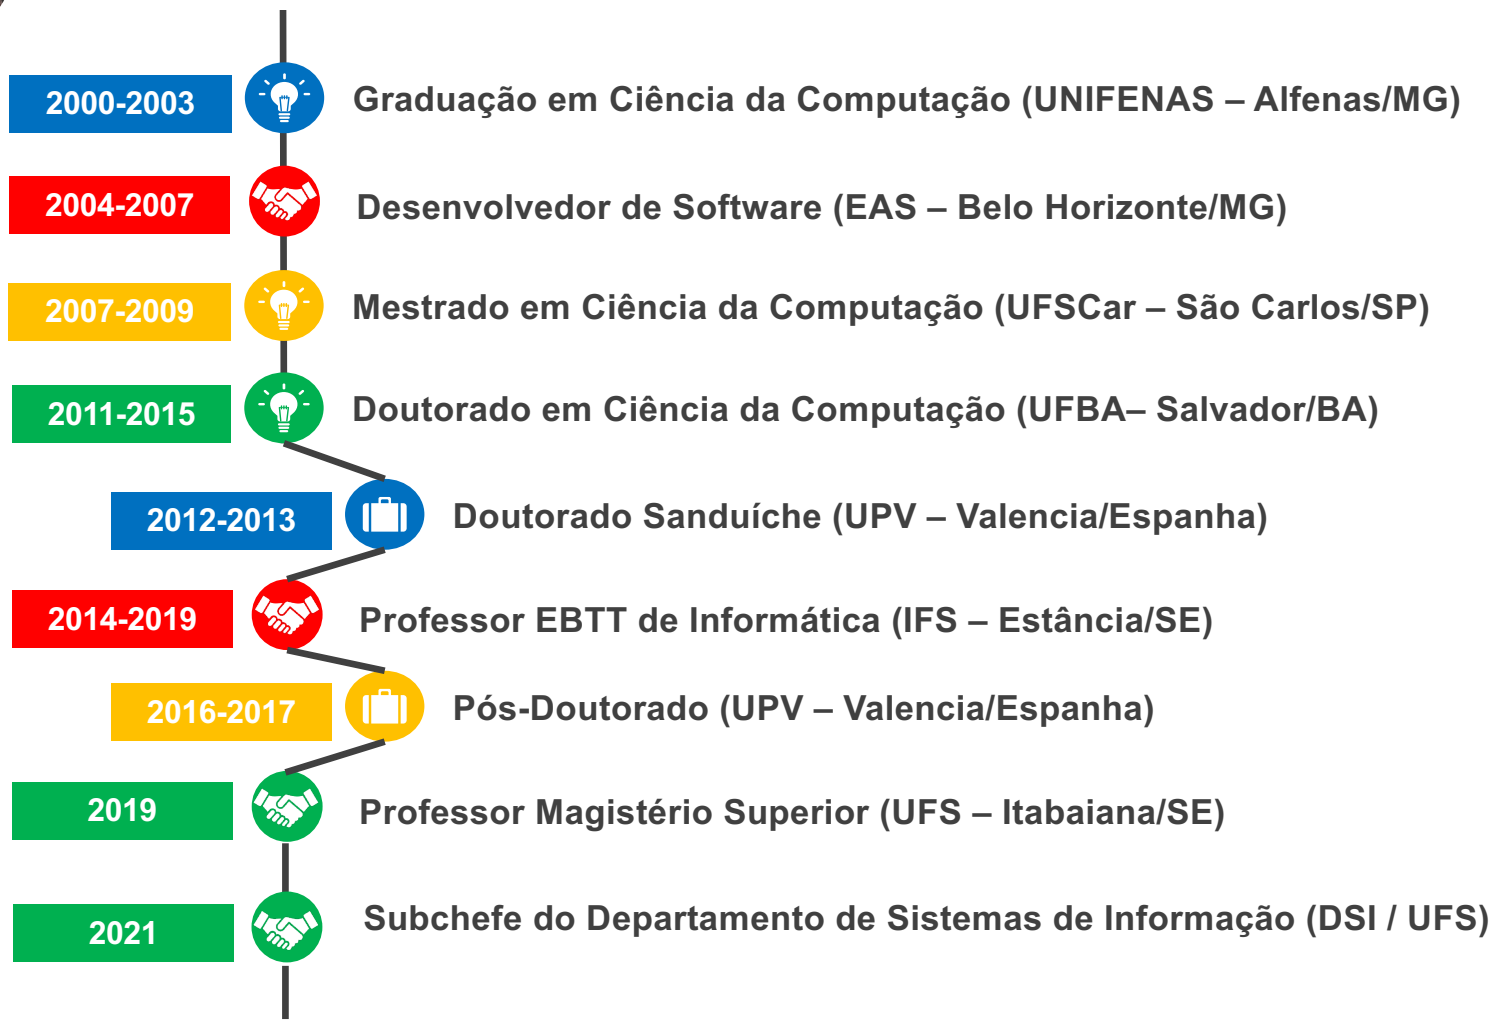 2000-2003 Graduação em Ciência da Computação (UNIFENAS – Alfenas/MG)
2004-2007 Desenvolvedor de Software (EAS – Belo Horizonte/MG)
2007-2009 Mestrado em Ciência da Computação (UFSCar – São Carlos/SP)
2011-2015 Doutorado em Ciência da Computação (UFBA– Salvador/BA)
2012-2013 Doutorado Sanduíche (UPV – Valencia/Espanha)
2014-2019 Professor EBTT de Informática (IFS – Estância/SE)
2016-2017 Pós-Doutorado (UPV – Valencia/Espanha)
2019 Professor Magistério Superior (UFS – Itabaiana/SE)
2021 Subchefe do Departamento de Sistemas de Informação (DSI / UFS)